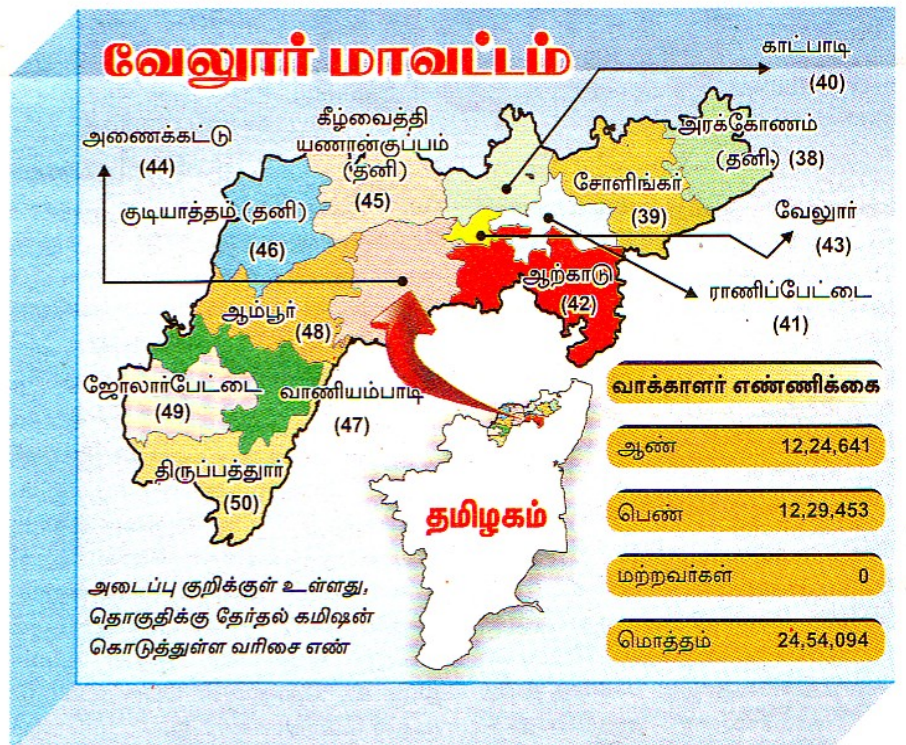 வேலூர் மாவட்டம்
காட்பாடி
(40)
அணைக்கட்டு
(44)
கீழ்வைத்தி
யணான்குப்பம்
(தனி)
(45)
அரக்கோணம்
(தனி) (38)
சோளிங்கர்
(39)
குடியாத்தம் (தனி)
(46)
வேலூர்
(43)
ஆற்காடு
(42)
ராணிப்பேட்டை
(41)
ஆம்பூர்
(48)
ஜோலார்பேட்டை
(49)
வாணியம்பாடி
(47)
திருப்பத்தூர்
(50)
தமிழகம்
வாக்காளர் எண்ணிக்கை
ஆண் 12,24,641
பெண் 12,29,453
மற்றவர்கள் 0
மொத்தம் 24,54,094
அடைப்பு குறிக்குள் உள்ளது,
தொகுதிக்கு தேர்தல் கமிஷன்
கொடுத்துள்ள வரிசை எண்